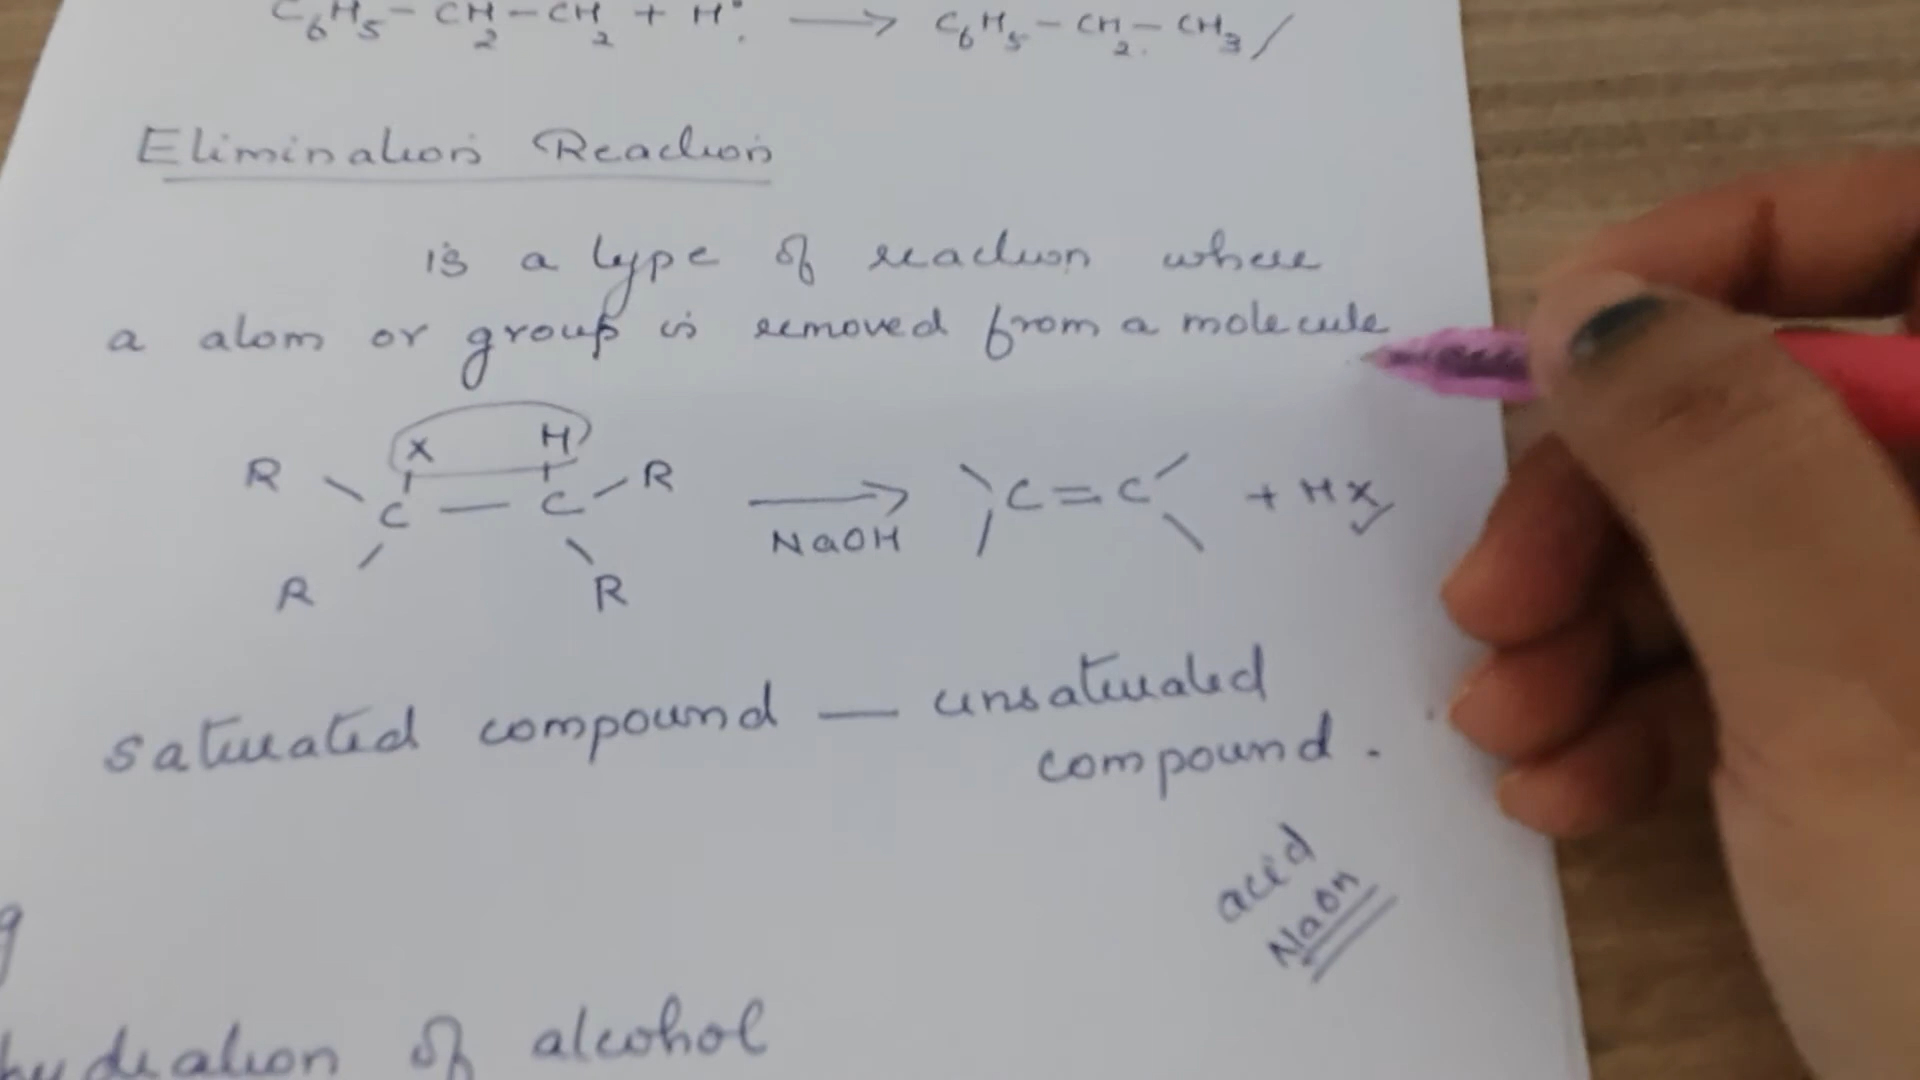 C6H5 - CH2 - CH2 + H• → C6H5 - CH2 - CH3 /
Elimination Reaction
is a type of reaction where
a atom or group is removed from a molecule
X H
R C — C R → C = C + HX
NaOH
R R
saturated compound — unsaturated
compound .
acid
NaOH
of alcohol